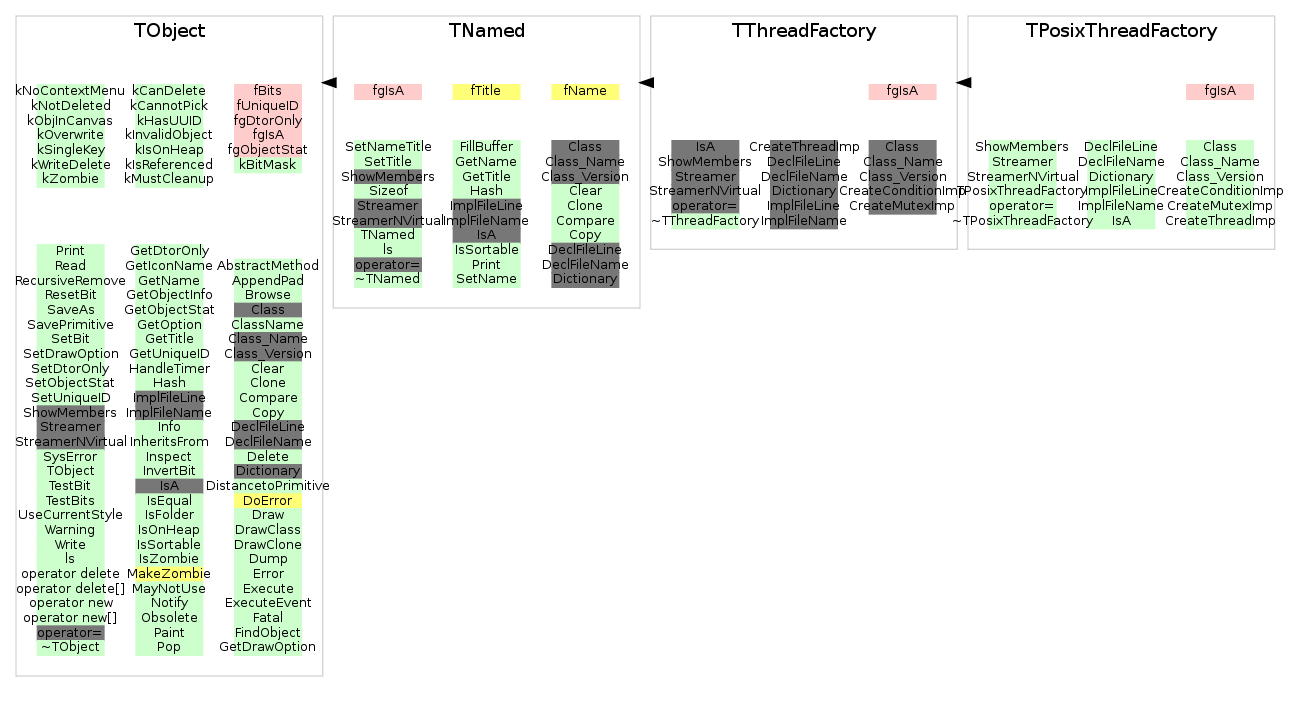 TObject
kNoContextMenu kCanDelete fBits
kNotDeleted kCannotPick fUniqueID
kObjInCanvas kHasUUID fgDtorOnly
kOverwrite kInvalidObject fgIsA
kSingleKey kIsOnHeap fgObjectStat
kWriteDelete kIsReferenced kBitMask
kZombie kMustCleanup
Print GetDtorOnly
Read GetIconName AbstractMethod
RecursiveRemove GetName AppendPad
ResetBit GetObjectInfo Browse
SaveAs GetObjectStat Class
SavePrimitive GetOption ClassName
SetBit GetTitle Class_Name
SetDrawOption GetUniqueID Class_Version
SetDtorOnly HandleTimer Clear
SetObjectStat Hash Clone
SetUniqueID ImplFileLine Compare
ShowMembers ImplFileName Copy
Streamer Info DeclFileLine
StreamerNVirtual InheritsFrom DeclFileName
SysError Inspect Delete
TObject InvertBit Dictionary
TestBit IsA DistancetoPrimitive
TestBits IsEqual DoError
UseCurrentStyle IsFolder Draw
Warning IsOnHeap DrawClass
Write IsSortable DrawClone
ls IsZombie Dump
operator delete MakeZombie Error
operator delete[] MayNotUse Execute
operator new Notify ExecuteEvent
operator new[] Obsolete Fatal
operator= Paint FindObject
~TObject Pop GetDrawOption
TNamed
fgIsA fTitle fName
SetNameTitle FillBuffer Class
SetTitle GetName Class_Name
ShowMembers GetTitle Class_Version
Sizeof Hash Clear
Streamer ImplFileLine Clone
StreamerNVirtual ImplFileName Compare
TNamed IsA Copy
ls IsSortable DeclFileLine
operator= Print DeclFileName
~TNamed SetName Dictionary
TThreadFactory
fgIsA
IsA CreateThreadImp Class
ShowMembers DeclFileLine Class_Name
Streamer DeclFileName Class_Version
StreamerNVirtual Dictionary CreateConditionImp
operator= ImplFileLine CreateMutexImp
~TThreadFactory ImplFileName
TPosixThreadFactory
fgIsA
ShowMembers DeclFileLine Class
Streamer DeclFileName Class_Name
StreamerNVirtual Dictionary Class_Version
TPosixThreadFactory ImplFileLine CreateConditionImp
operator= ImplFileName CreateMutexImp
~TPosixThreadFactory IsA CreateThreadImp